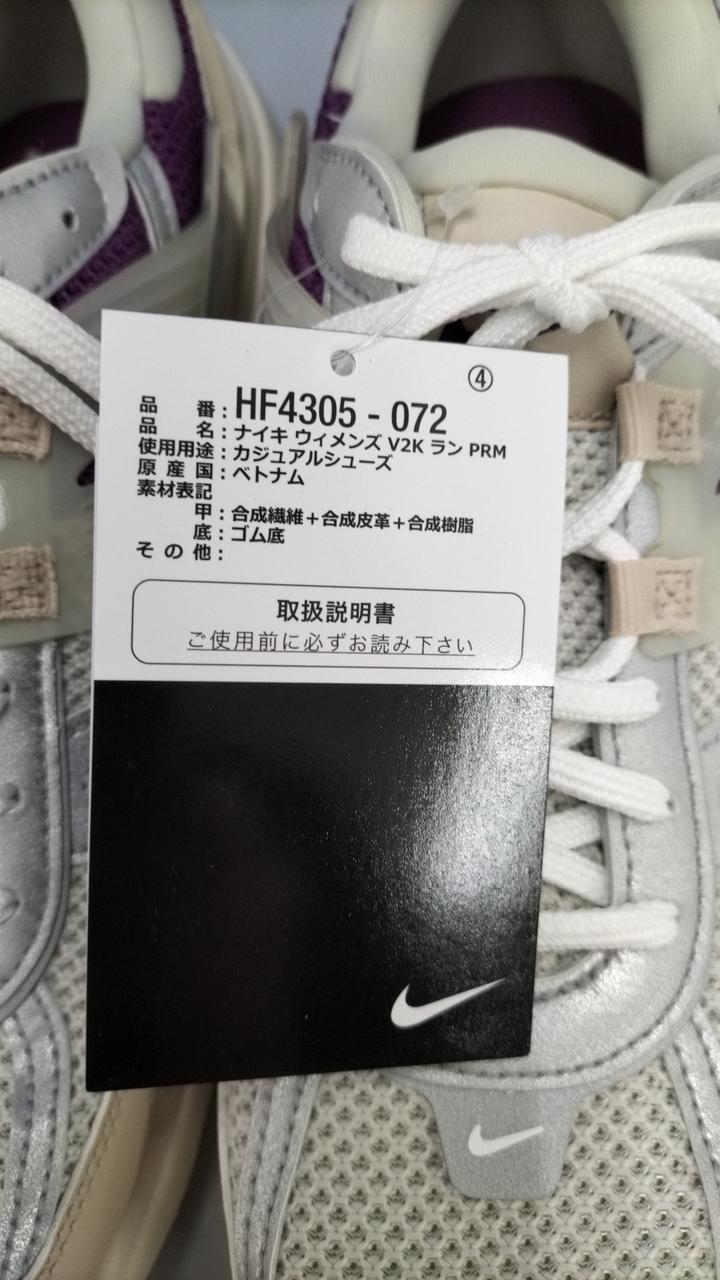 ④
品番：HF4305 - 072
品名：ナイキ ウィメンズ V2K ラン PRM
使用用途：カジュアルシューズ
原産国：ベトナム
素材表記
甲：合成繊維＋合成皮革＋合成樹脂
底：ゴム底
その他：
取扱説明書
ご使用前に必ずお読み下さい